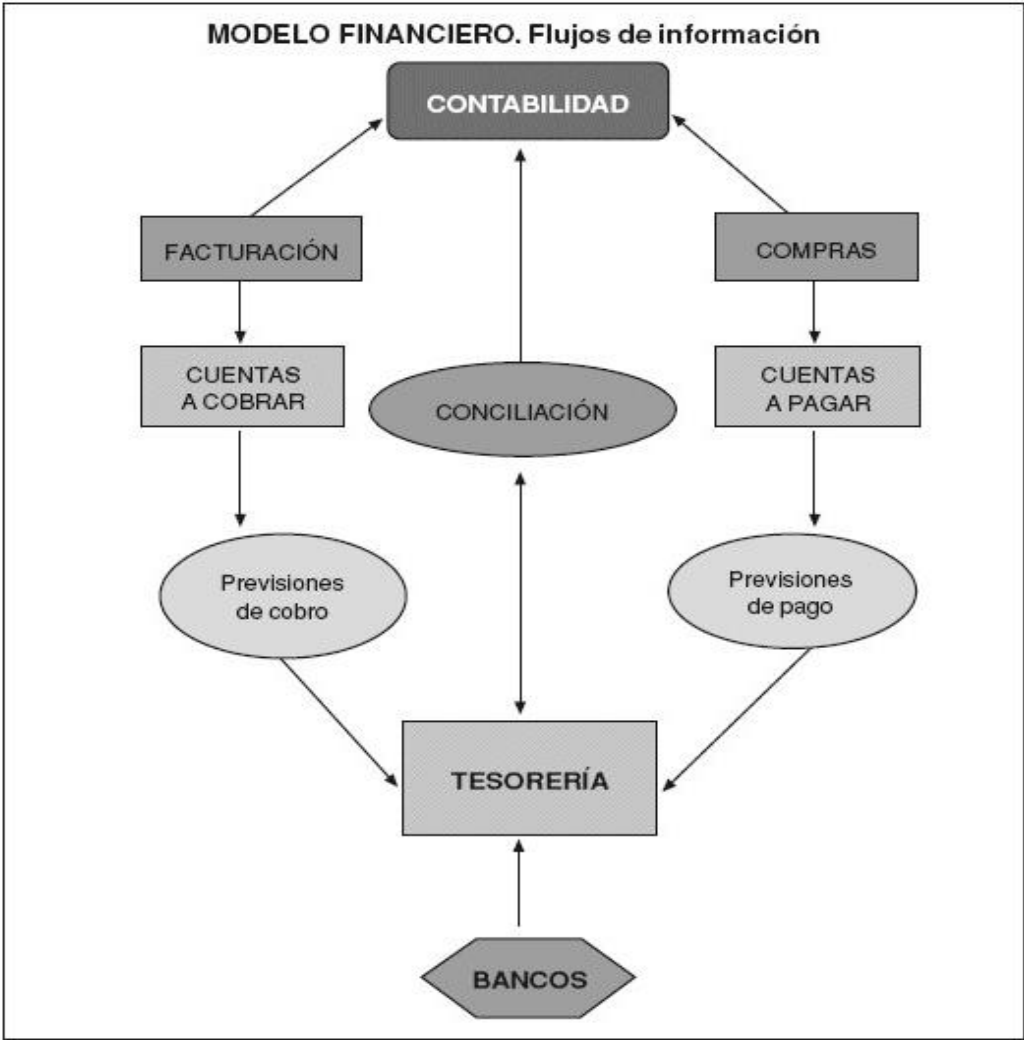 MODELO FINANCIERO. Flujos de información
CONTABILIDAD
FACTURACIÓN
COMPRAS
CUENTAS
A COBRAR
CONCILIACIÓN
CUENTAS
A PAGAR
Previsiones
de cobro
Previsiones
de pago
TESORERÍA
BANCOS